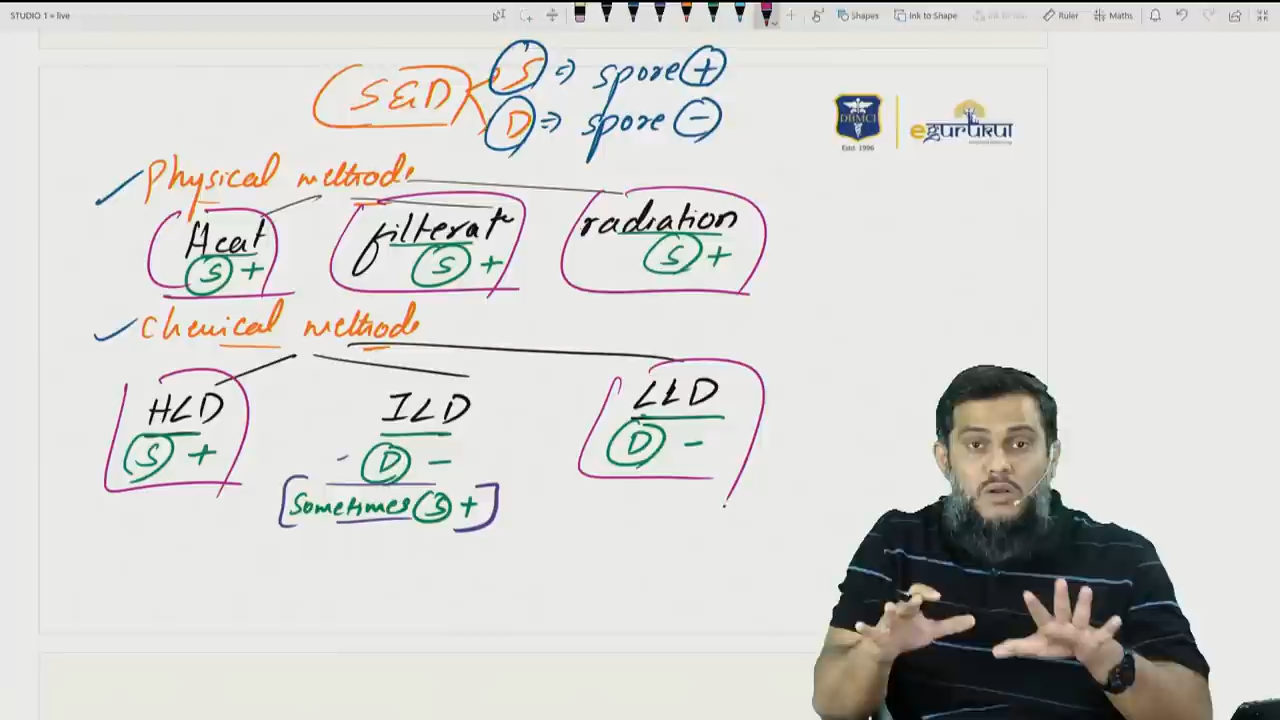 STUDIO 1 = live
Shapes
Ink to Shape
Ruler
Maths
S&D
S => spore +
D => spore -
Physical methods
Heat
S +
filterat
S +
radiation
S +
Chemical methods
HLD
S +
ILD
D -
[sometimes S +]
LLD
D -
DBMCI
Estd. 1996
egurukul